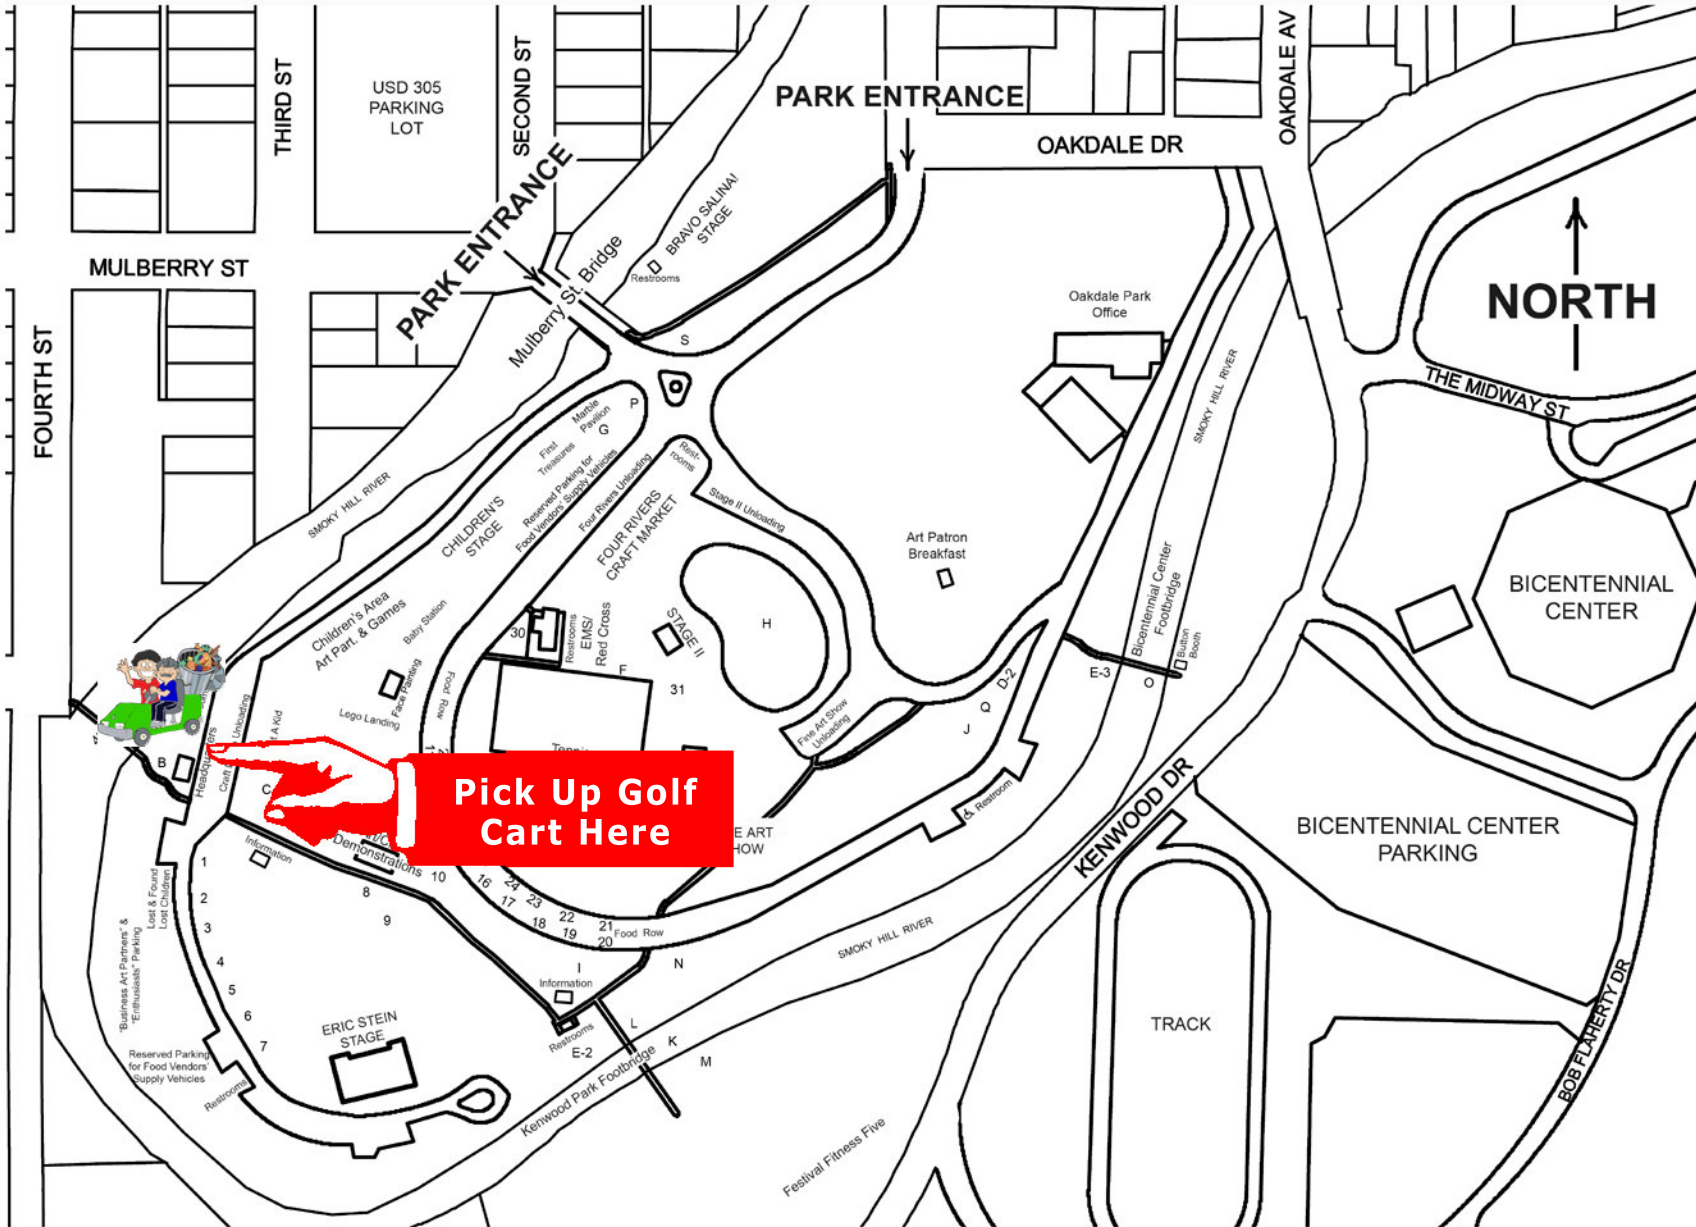 USD 305
PARKING
LOT
THIRD ST
SECOND ST
PARK ENTRANCE
OAKDALE AV
OAKDALE DR
PARK ENTRANCE
BRAVO SALINA!
STAGE
Restrooms
MULBERRY ST
Mulberry St. Bridge
S
Oakdale Park
Office
NORTH
FOURTH ST
SMOKY HILL RIVER
THE MIDWAY ST
P
Marble
Pavilion
G
First
Treasures
Reserved Parking for
Food Vendors' Supply Vehicles
Four Rivers Unloading
Rest-
rooms
Stage II Unloading
SMOKY HILL RIVER
CHILDREN'S
STAGE
FOUR RIVERS
CRAFT MARKET
Art Patron
Breakfast
Bicentennial Center
Footbridge
BICENTENNIAL
CENTER
Children's Area
Art, Part. & Games
Baby Station
30
Restrooms
EMS/
Red Cross
STAGE II
H
Button
Booth
F
31
E-3
O
Face Painting
Lego Landing
Food Row
D-2
Q
J
Fine Art Show
Unloading
B
Headquarters
Unloading
t A Kid
C
Pick Up Golf
Cart Here
Restroom
KENWOOD DR
BICENTENNIAL CENTER
PARKING
E ART
HOW
Demonstrations
Information
1
2
3
4
5
6
7
8
9
10
16
24
17
23
18
22
19
21
20
Food Row
Lost & Found
Lost Children
"Business Art Partners" &
"Enthusiasts" Parking
I
N
Information
SMOKY HILL RIVER
ERIC STEIN
STAGE
Restrooms
E-2
L
K
M
Kenwood Park Footbridge
Reserved Parking
for Food Vendors'
Supply Vehicles
Restrooms
TRACK
BOB FLAHERTY DR
Festival Fitness Five